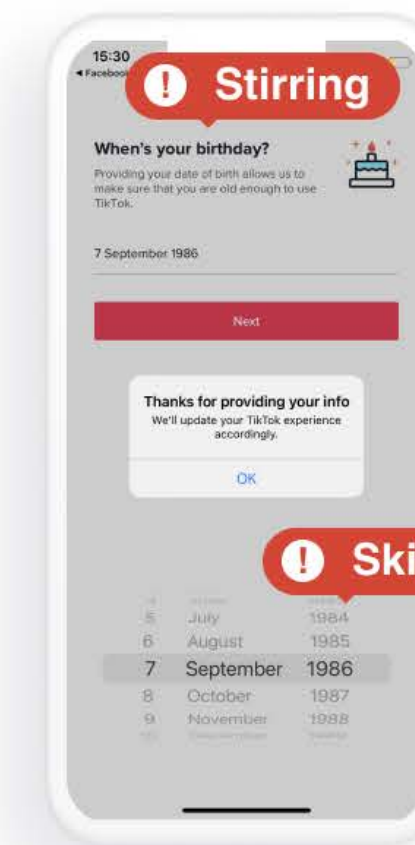 15:30
Stirring
When's your birthday?
Providing your date of birth allows us to
make sure that you are old enough to use
TikTok.
7 September 1986
Next
Thanks for providing your info
We'll update your TikTok experience
accordingly.
OK
5 July 1984
6 August 1985
7 September 1986
8 October 1987
9 November 1988